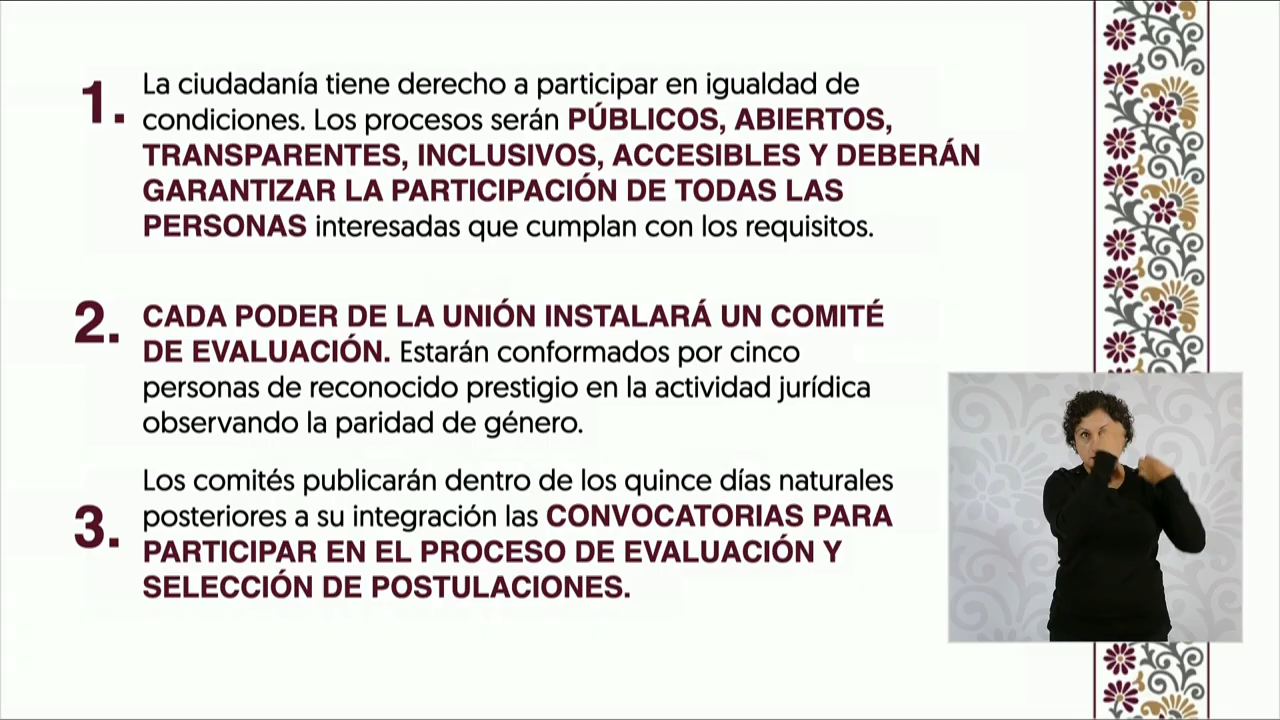 1. La ciudadanía tiene derecho a participar en igualdad de
condiciones. Los procesos serán PÚBLICOS, ABIERTOS,
TRANSPARENTES, INCLUSIVOS, ACCESIBLES Y DEBERÁN
GARANTIZAR LA PARTICIPACIÓN DE TODAS LAS
PERSONAS interesadas que cumplan con los requisitos.
2. CADA PODER DE LA UNIÓN INSTALARÁ UN COMITÉ
DE EVALUACIÓN. Estarán conformados por cinco
personas de reconocido prestigio en la actividad jurídica
observando la paridad de género.
3. Los comités publicarán dentro de los quince días naturales
posteriores a su integración las CONVOCATORIAS PARA
PARTICIPAR EN EL PROCESO DE EVALUACIÓN Y
SELECCIÓN DE POSTULACIONES.